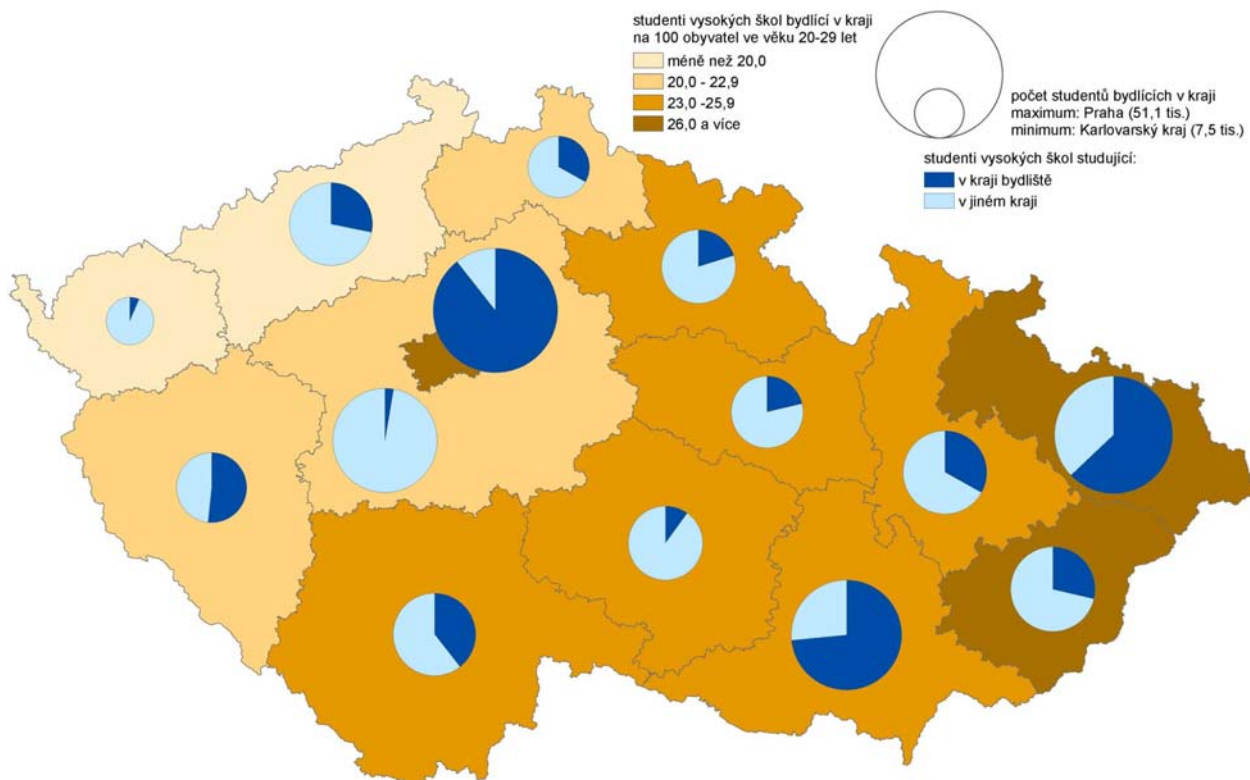 studenti vysokých škol bydlící v kraji
na 100 obyvatel ve věku 20-29 let
méně než 20,0
20,0 - 22,9
23,0 -25,9
26,0 a více
počet studentů bydlících v kraji
maximum: Praha (51,1 tis.)
minimum: Karlovarský kraj (7,5 tis.)
studenti vysokých škol studující:
v kraji bydliště
v jiném kraji